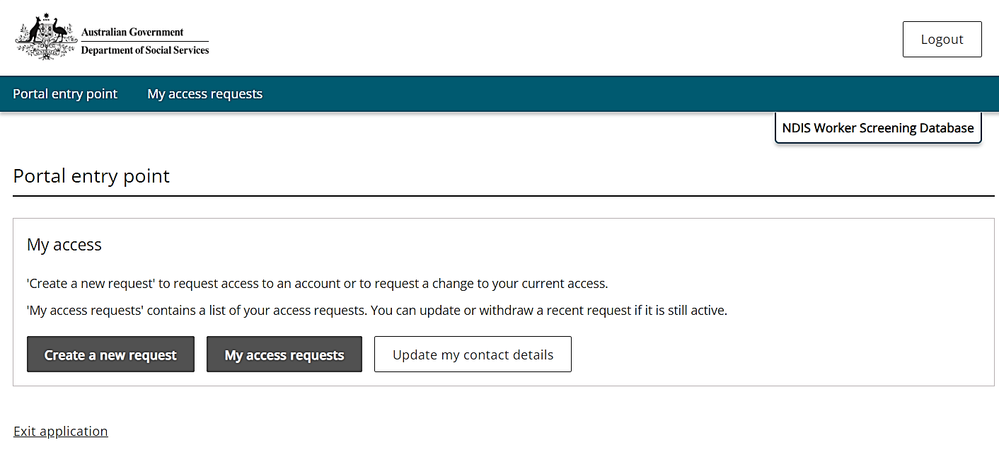 Australian Government
Department of Social Services
Logout
Portal entry point
My access requests
NDIS Worker Screening Database
Portal entry point
My access
'Create a new request' to request access to an account or to request a change to your current access.
'My access requests' contains a list of your access requests. You can update or withdraw a recent request if it is still active.
Create a new request
My access requests
Update my contact details
Exit application